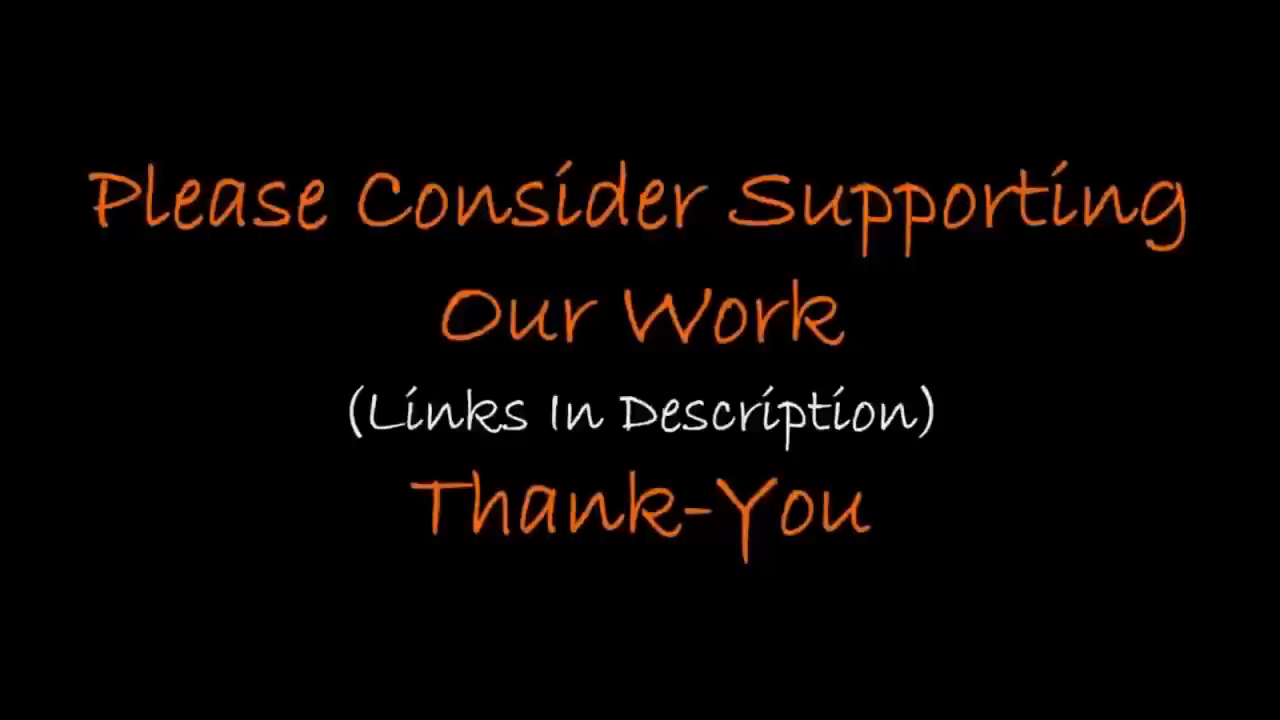 Please Consider Supporting
Our Work
(Links In Description)
Thank-You